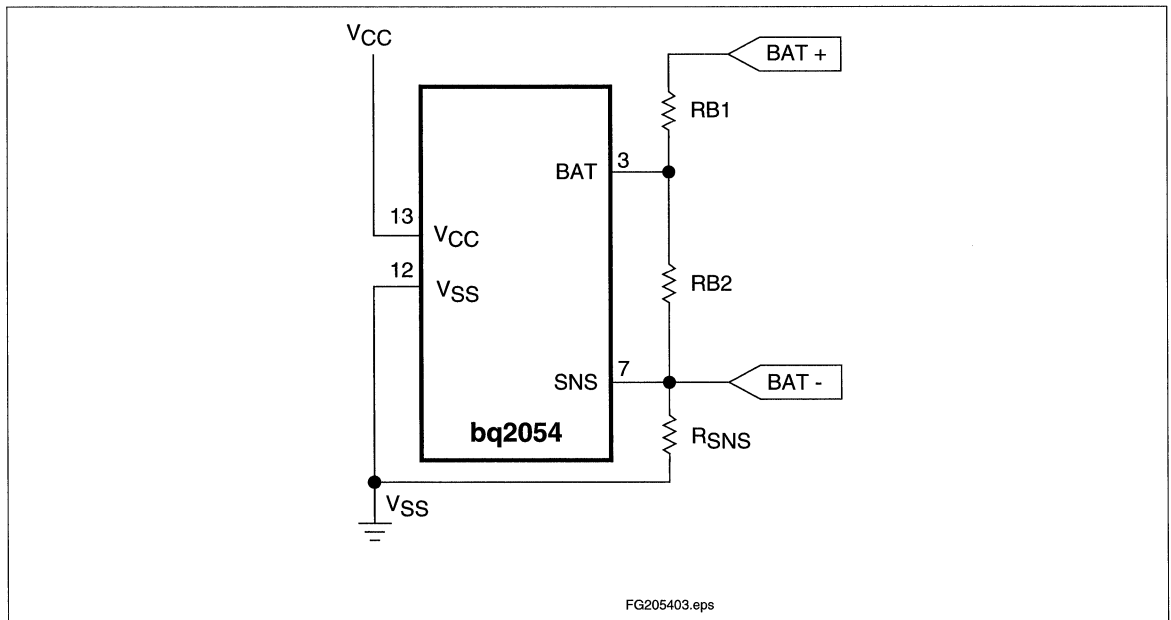 VCC
BAT +
RB1
BAT
3
13
VCC
12
VSS
RB2
7
SNS
BAT -
bq2054
RSNS
VSS
FG205403.eps